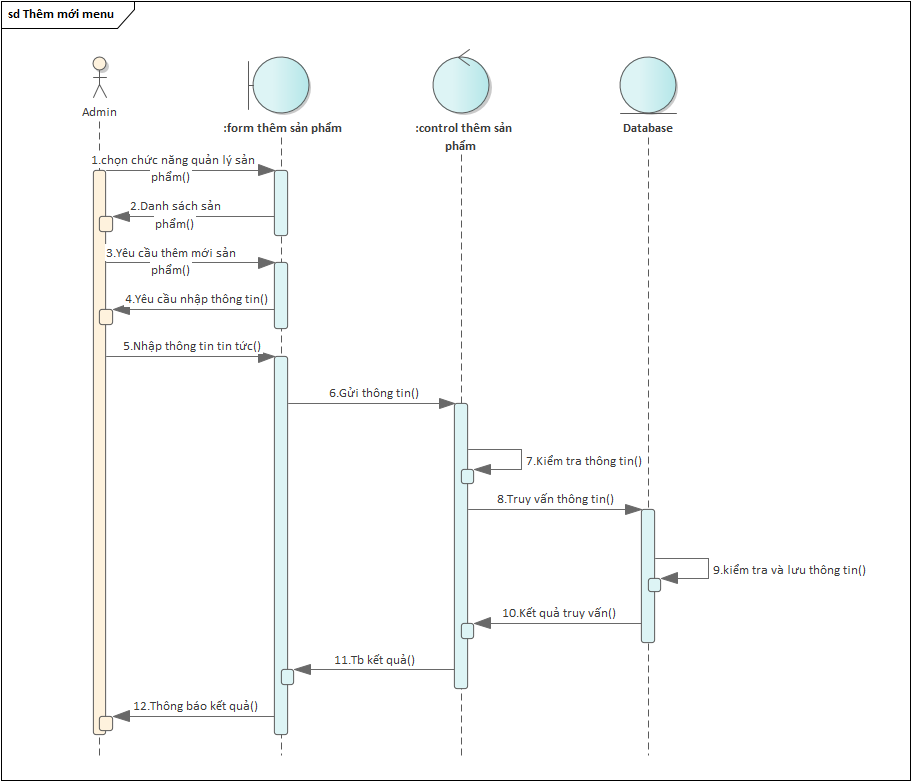 sd Thêm mới menu
Admin
:form thêm sản phẩm
:control thêm sản
phẩm
Database
1.chọn chức năng quản lý sản
phẩm()
2.Danh sách sản
phẩm()
3.Yêu cầu thêm mới sản
phẩm()
4.Yêu cầu nhập thông tin()
5.Nhập thông tin tin tức()
6.Gửi thông tin()
7.Kiểm tra thông tin()
8.Truy vấn thông tin()
9.kiểm tra và lưu thông tin()
10.Kết quả truy vấn()
11.Tb kết quả()
12.Thông báo kết quả()